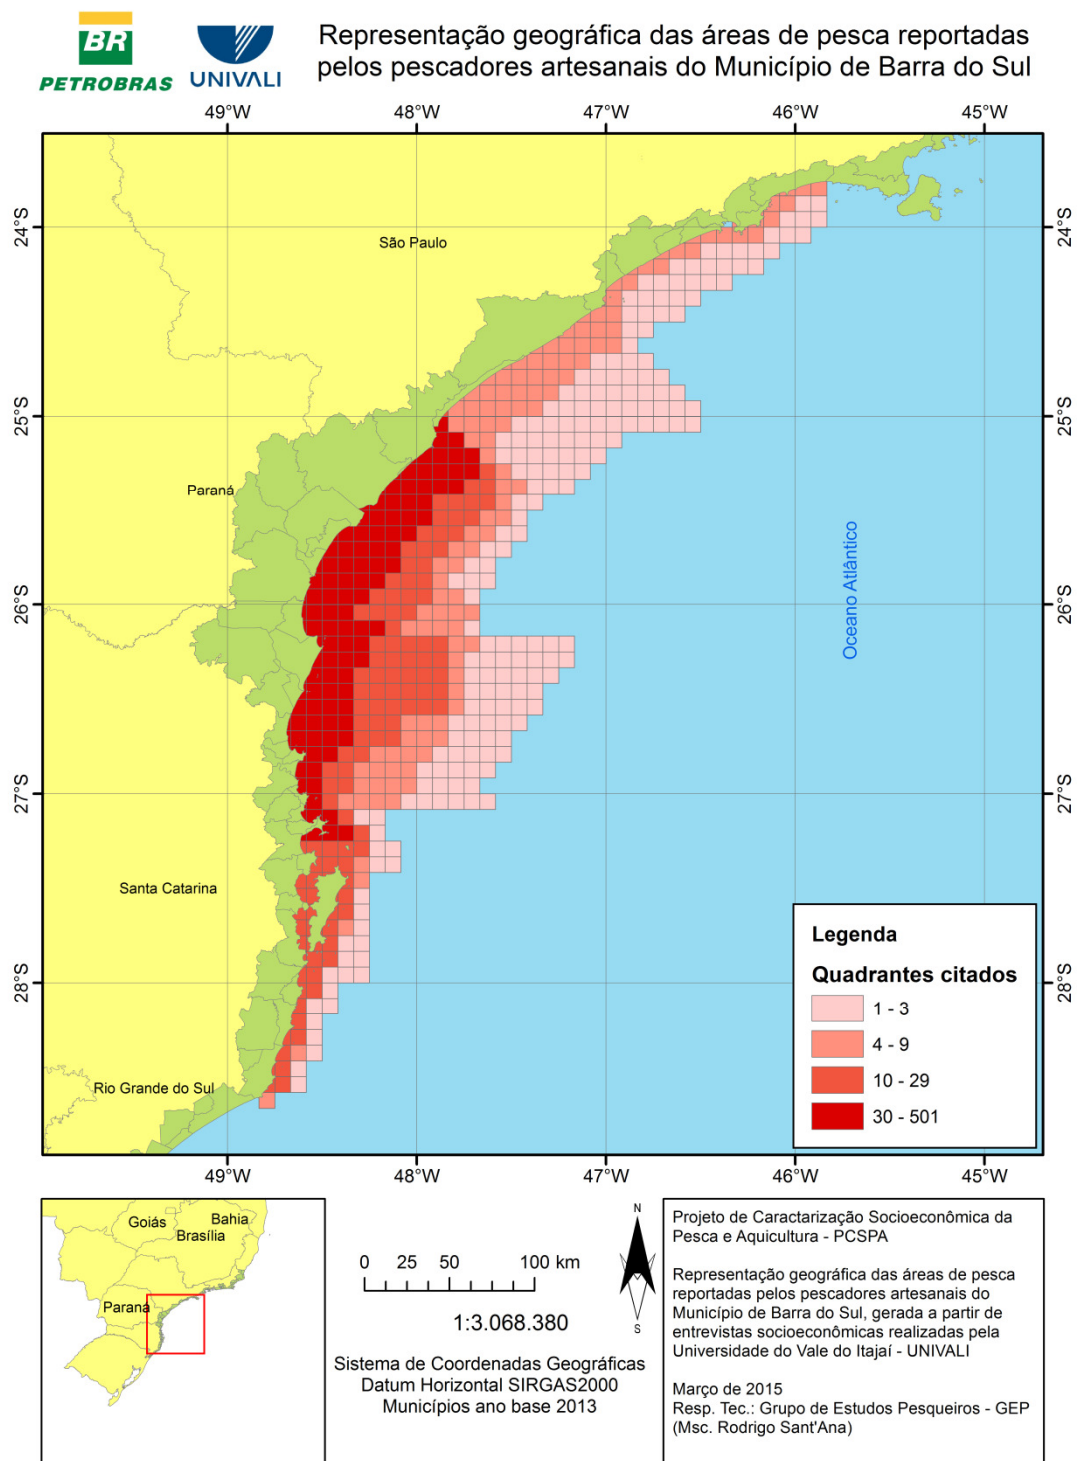 BR
PETROBRAS
UNIVALI
Representação geográfica das áreas de pesca reportadas
pelos pescadores artesanais do Município de Barra do Sul
49°W 48°W 47°W 46°W 45°W
24°S 24°S
São Paulo
25°S 25°S
Paraná
Oceano Atlântico
26°S 26°S
27°S 27°S
Santa Catarina
28°S 28°S
Rio Grande do Sul
Legenda
Quadrantes citados
1 - 3
4 - 9
10 - 29
30 - 501
49°W 48°W 47°W 46°W 45°W
Goiás
Bahia
Brasília
Parana
0 25 50 100 km
1:3.068.380
Sistema de Coordenadas Geográficas
Datum Horizontal SIRGAS2000
Municípios ano base 2013
N
S
Projeto de Caractarização Socioeconômica da
Pesca e Aquicultura - PCSPA
Representação geográfica das áreas de pesca
reportadas pelos pescadores artesanais do
Município de Barra do Sul, gerada a partir de
entrevistas socioeconômicas realizadas pela
Universidade do Vale do Itajaí - UNIVALI
Março de 2015
Resp. Tec.: Grupo de Estudos Pesqueiros - GEP
(Msc. Rodrigo Sant'Ana)